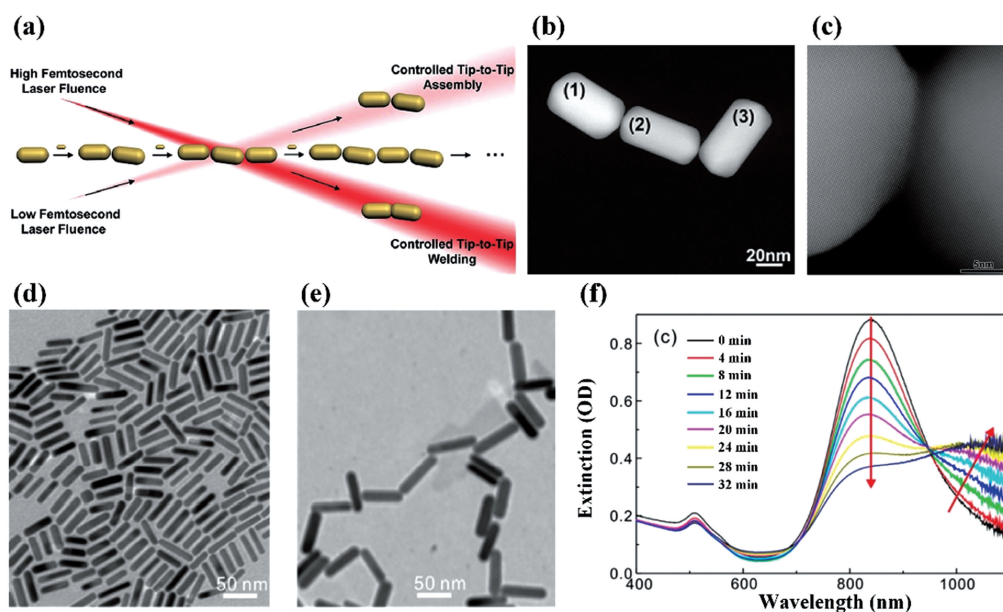 (a)
High Femtosecond
Laser Fluence
Controlled Tip-to-Tip
Assembly
...
Low Femtosecond
Laser Fluence
Controlled Tip-to-Tip
Welding
(b)
(1)
(2)
(3)
20nm
(c)
5nm
(d)
50 nm
(e)
50 nm
(f)
(c)
0 min
4 min
8 min
12 min
16 min
20 min
24 min
28 min
32 min
Extinction (OD)
0.8
0.6
0.4
0.2
0.0
400
600
800
1000
Wavelength (nm)